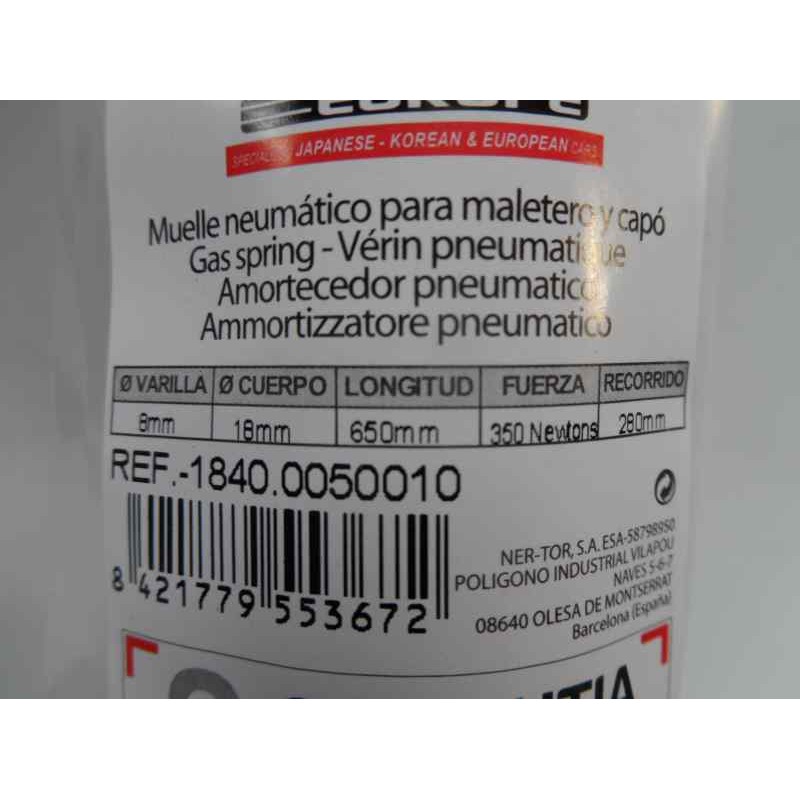 EUROPE
SPECIALIST JAPANESE - KOREAN & EUROPEAN CARS
Muelle neumático para maletero y capó
Gas spring - Vérin pneumatique
Amortecedor pneumatico
Ammortizzatore pneumatico
Ø VARILLA Ø CUERPO LONGITUD FUERZA RECORRIDO
8mm 18mm 650mm 350 Newtons 280mm
REF.-1840.0050010
NER-TOR, S.A. ESA-58798950
POLIGONO INDUSTRIAL VILAPOU
NAVES 5-6-7
08640 OLESA DE MONTSERRAT
Barcelona (España)
8 421779 553672